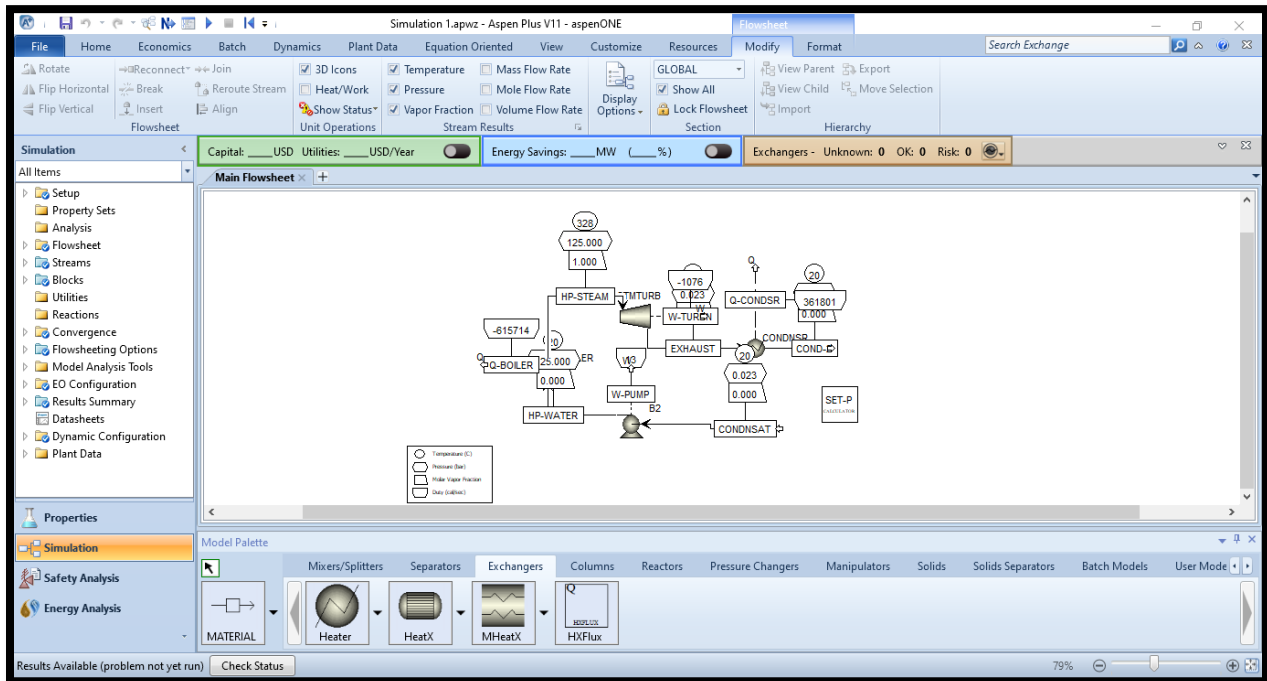 Simulation 1.apwz - Aspen Plus V11 - aspenONE
Flowsheet
File Home Economics Batch Dynamics Plant Data Equation Oriented View Customize Resources Modify Format Search Exchange
Rotate Reconnect Join 3D Icons Temperature Mass Flow Rate GLOBAL View Parent Export
Flip Horizontal Break Reroute Stream Heat/Work Pressure Mole Flow Rate Display Options Show All View Child Move Selection
Flip Vertical Insert Align Show Status Vapor Fraction Volume Flow Rate Lock Flowsheet Import
Flowsheet Unit Operations Stream Results Section Hierarchy
Simulation
Capital: ____USD Utilities: ____USD/Year Energy Savings: ____MW (____%) Exchangers - Unknown: 0 OK: 0 Risk: 0
All Items
Main Flowsheet
Setup
Property Sets
Analysis
Flowsheet
Streams
Blocks
Utilities
Reactions
Convergence
Flowsheeting Options
Model Analysis Tools
EO Configuration
Results Summary
Datasheets
Dynamic Configuration
Plant Data
328
125.000
1.000
HP-STEAM
-1076
0.023
W
W-TURBN
Q
Q-CONDSR
20
361801
0.000
-615714
Q
Q-BOILER
0.000
EXHAUST
CONDNSR
20
0.023
0.000
W-PUMP
B2
HP-WATER
CONDNSAT
SET-P
CALCULATOR
Temperature (C)
Pressure (bar)
Molar Vapor Fraction
Duty (cal/sec)
Properties
Simulation
Safety Analysis
Energy Analysis
Model Palette
Mixers/Splitters Separators Exchangers Columns Reactors Pressure Changers Manipulators Solids Solids Separators Batch Models User Mode
Q
HXFLUX
MATERIAL Heater HeatX MHeatX HXFlux
Results Available (problem not yet run) Check Status 79%